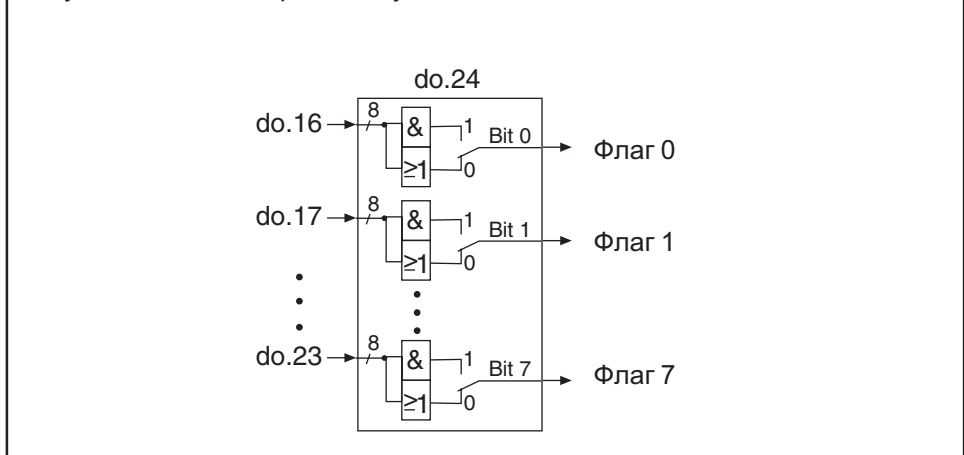 do.24
do.16 8 & 1 Bit 0 Флаг 0
≥1 0
do.17 8 & 1 Bit 1 Флаг 1
≥1 0
do.23 8 & 1 Bit 7 Флаг 7
≥1 0